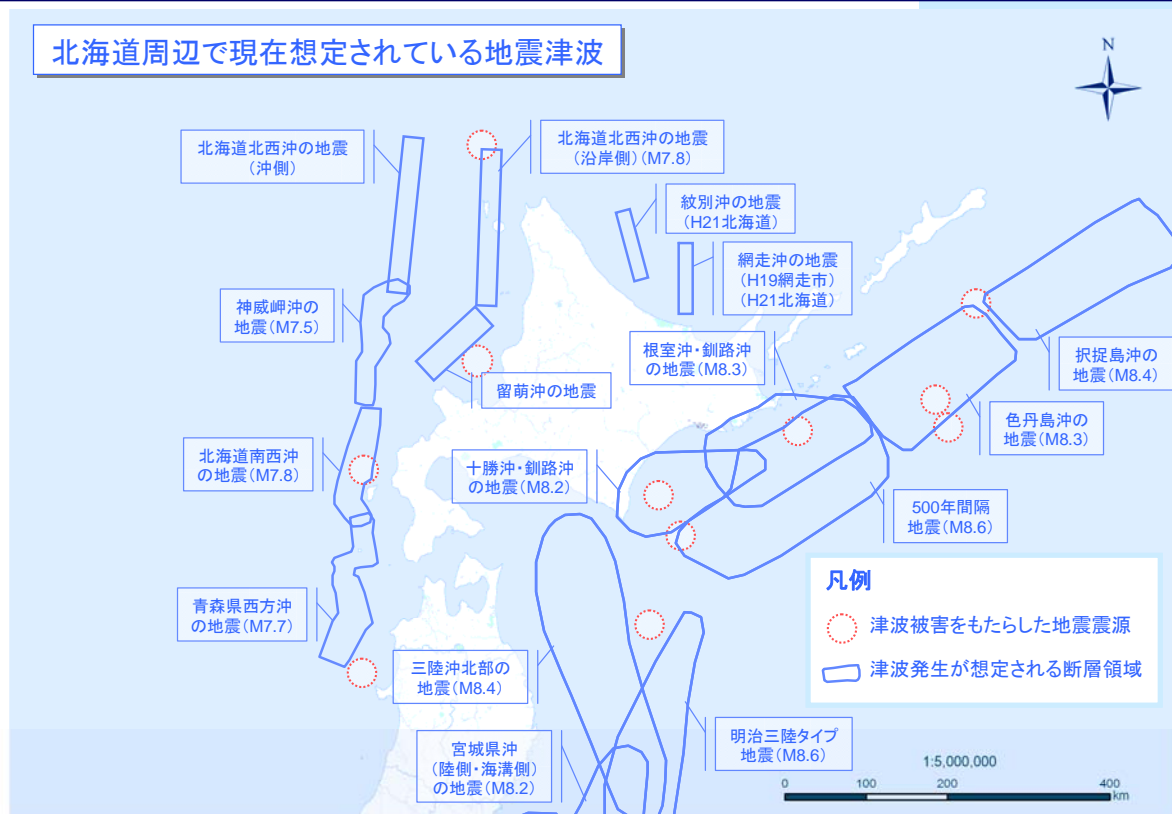 北海道周辺で現在想定されている地震津波
N
北海道北西沖の地震
(沖側)
北海道北西沖の地震
(沿岸側)(M7.8)
紋別沖の地震
(H21北海道)
網走沖の地震
(H19網走市)
(H21北海道)
神威岬沖の
地震(M7.5)
根室沖・釧路沖
の地震(M8.3)
択捉島沖の
地震(M8.4)
留萌沖の地震
色丹島沖の
地震(M8.3)
北海道南西沖
の地震(M7.8)
十勝沖・釧路沖
の地震(M8.2)
500年間隔
地震(M8.6)
青森県西方沖
の地震(M7.7)
三陸沖北部の
地震(M8.4)
宮城県沖
(陸側・海溝側)
の地震(M8.2)
明治三陸タイプ
地震(M8.6)
凡例
津波被害をもたらした地震震源
津波発生が想定される断層領域
1:5,000,000
0 100 200 400
km